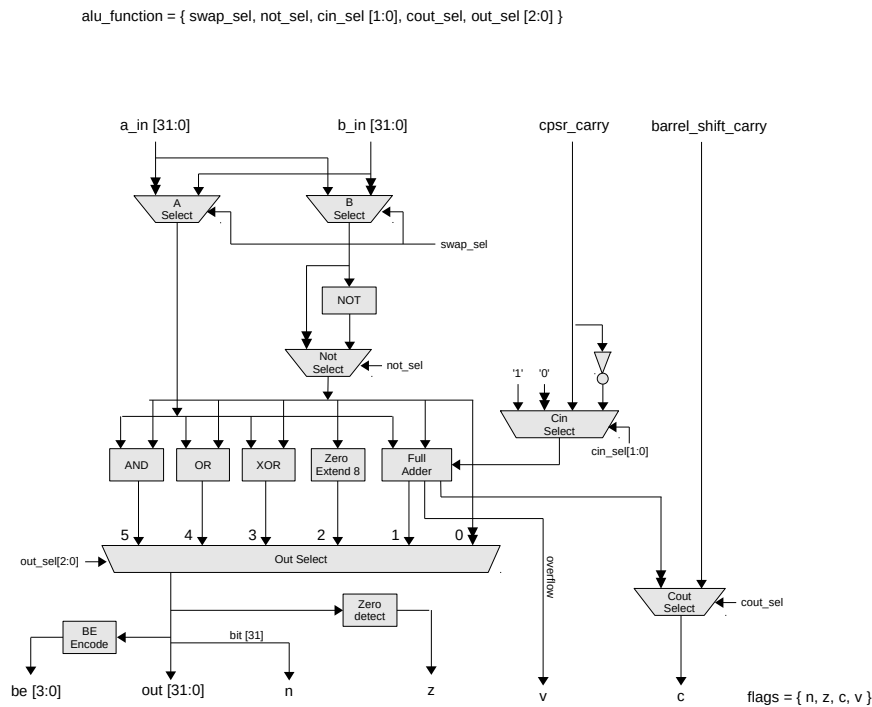 alu_function = { swap_sel, not_sel, cin_sel [1:0], cout_sel, out_sel [2:0] }
a_in [31:0]
b_in [31:0]
cpsr_carry
barrel_shift_carry
A
Select
B
Select
swap_sel
NOT
Not
Select
not_sel
'1'
'0'
Cin
Select
cin_sel[1:0]
AND
OR
XOR
Zero
Extend 8
Full
Adder
5
4
3
2
1
0
out_sel[2:0]
Out Select
overflow
Cout
Select
cout_sel
Zero
detect
BE
Encode
bit [31]
be [3:0]
out [31:0]
n
z
v
c
flags = { n, z, c, v }